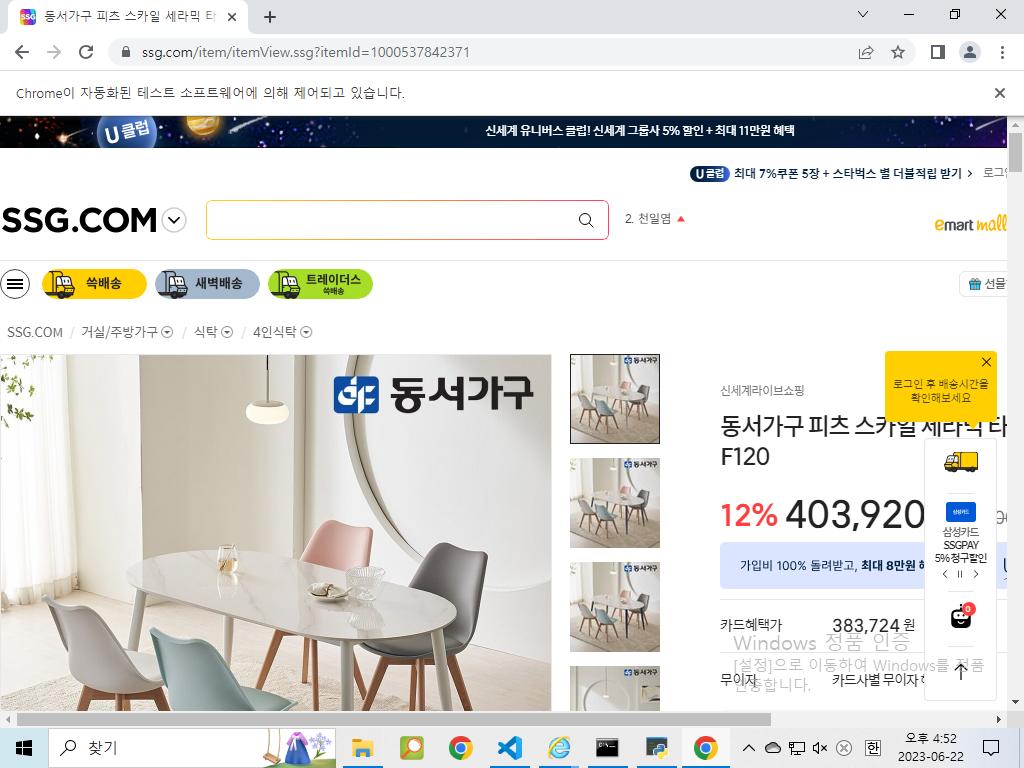 동서가구 피츠 스카일 세라믹 타
ssg.com/item/itemView.ssg?itemId=1000537842371
Chrome이 자동화된 테스트 소프트웨어에 의해 제어되고 있습니다.
U클럽
신세계 유니버스 클럽! 신세계 그룹사 5% 할인 + 최대 11만원 혜택
U클럽 최대 7%쿠폰 5장 + 스타벅스 별 더블적립 받기 > 로그인
SSG.COM
2. 천일염
emart mall
쓱배송
새벽배송
트레이더스
쓱배송
선물
SSG.COM / 거실/주방가구 / 식탁 / 4인식탁
동서가구
신세계라이브쇼핑
로그인 후 배송시간을
확인해보세요
동서가구 피츠 스카일 세라믹 타
F120
12% 403,920
삼성카드
삼성카드
SSGPAY
5% 청구할인
가입비 100% 돌려받고, 최대 8만원
0
카드혜택가 383,724 원
Windows 정품 인증
[설정]으로 이동하여 Windows를 정품
인증합니다.
무이자 카드사별 무이자
찾기
오후 4:52
2023-06-22
한